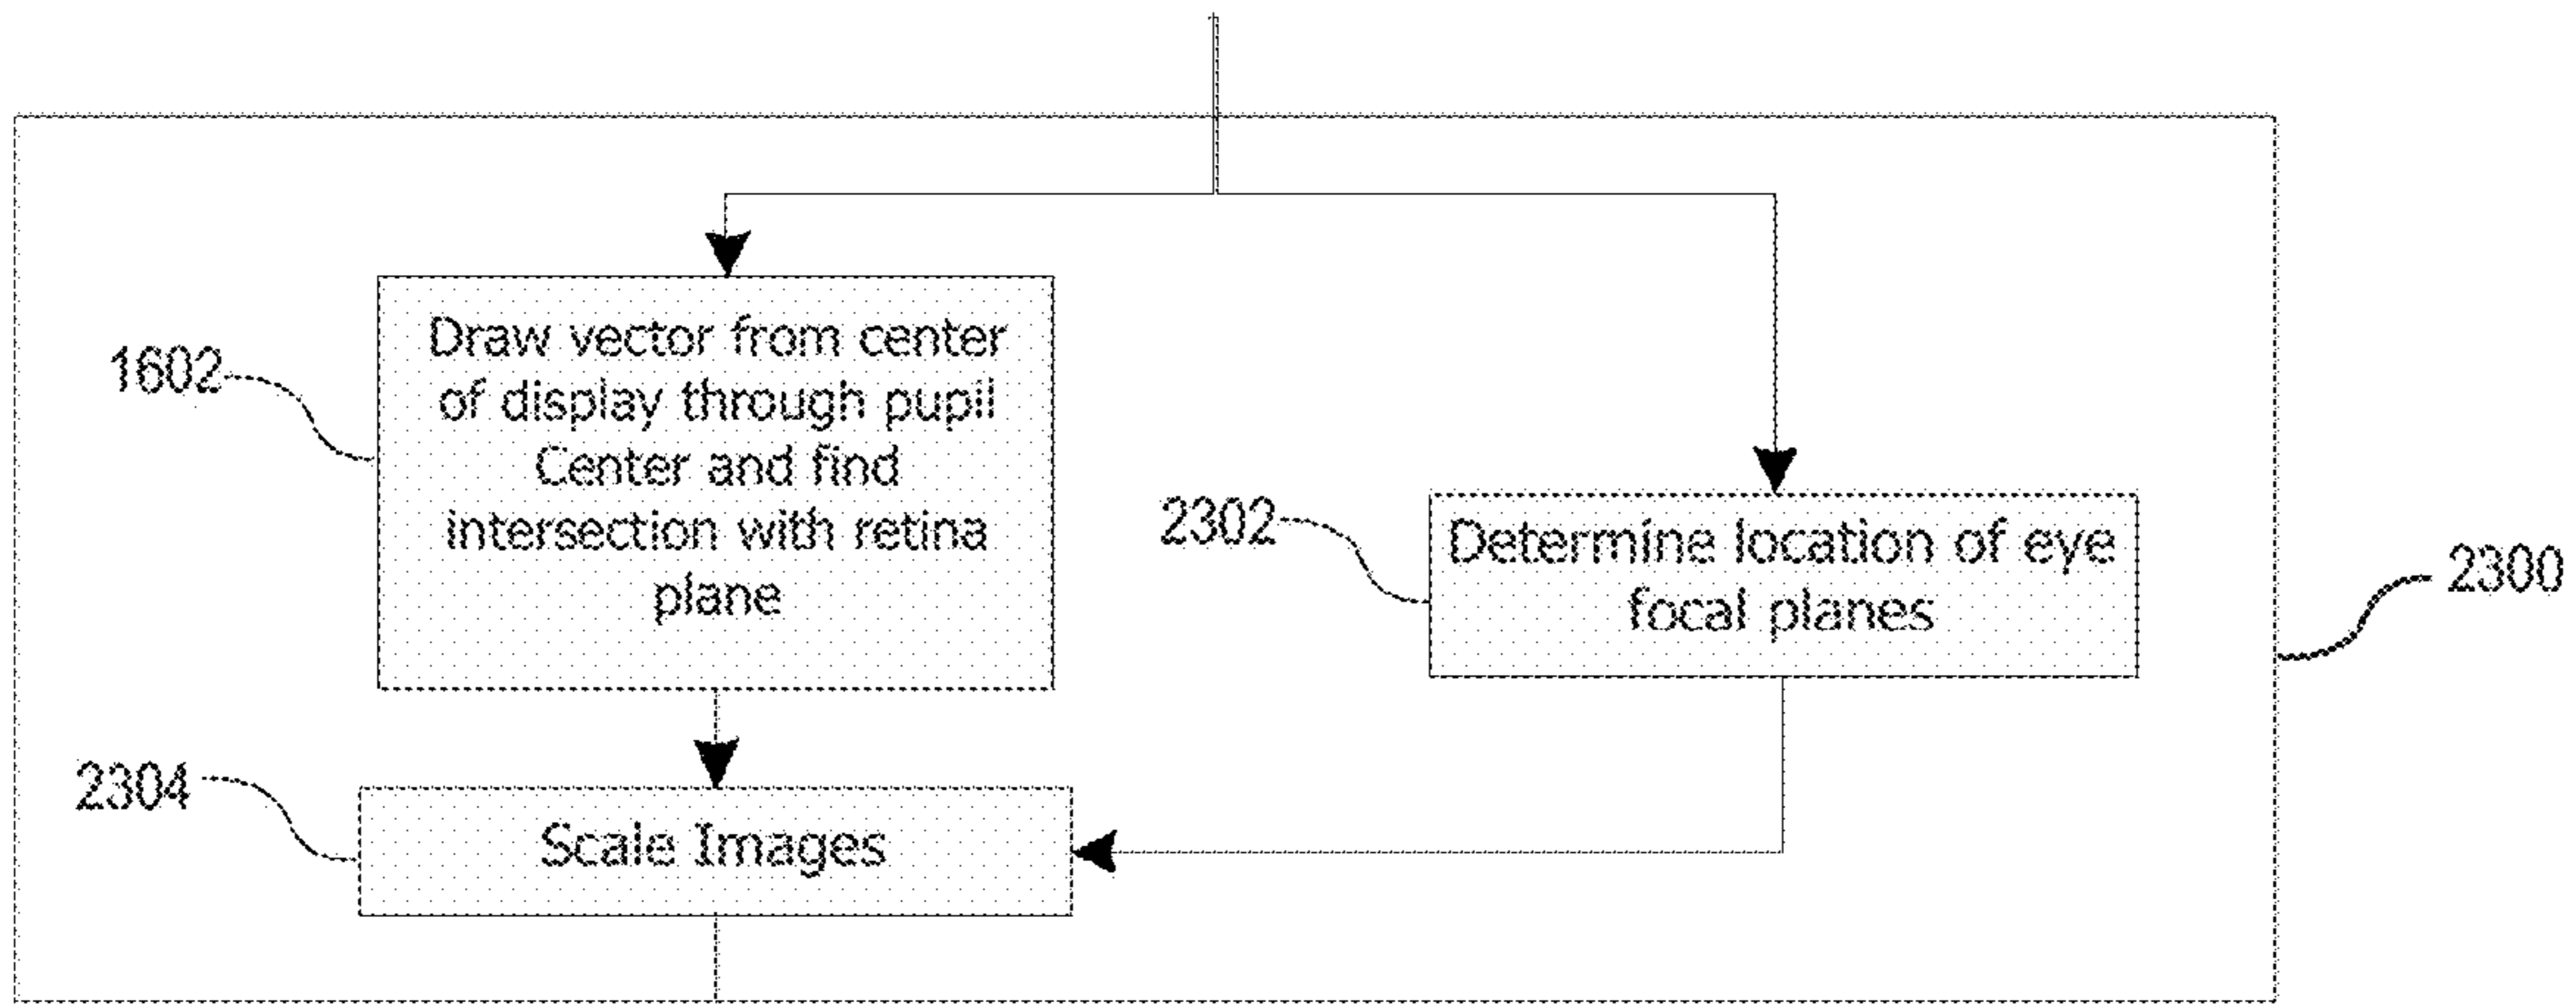 1602
Draw vector from center
of display through pupil
Center and find
intersection with retina
plane
2302
Determine location of eye
focal planes
2300
2304
Scale Images